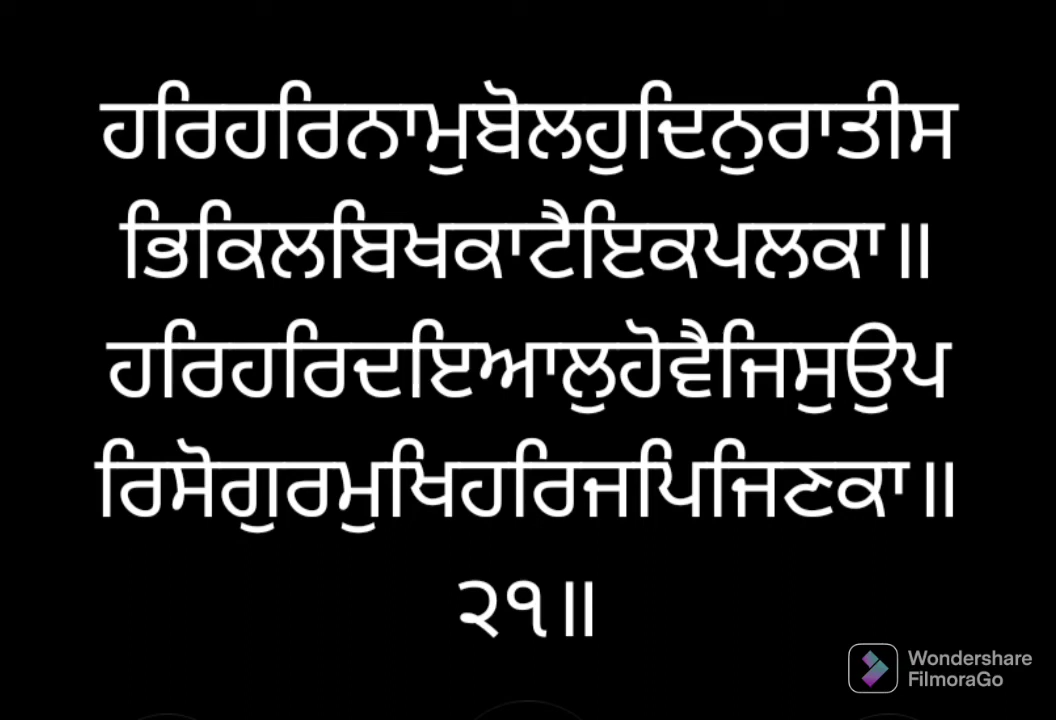 ਹਰਿਹਰਿਨਾਮੁਬੋਲਹੁਦਿਨੁਰਾਤੀਸ
ਭਿਕਿਲਬਿਖਕਾਟੈਇਕਪਲਕਾ॥
ਹਰਿਹਰਿਦਇਆਲੁਹੋਵੈਜਿਸੁਉਪ
ਰਿਸੋਗੁਰਮੁਖਿਹਰਿਜਪਿਜਿਣਕਾ॥
੨੧॥
Wondershare
FilmoraGo